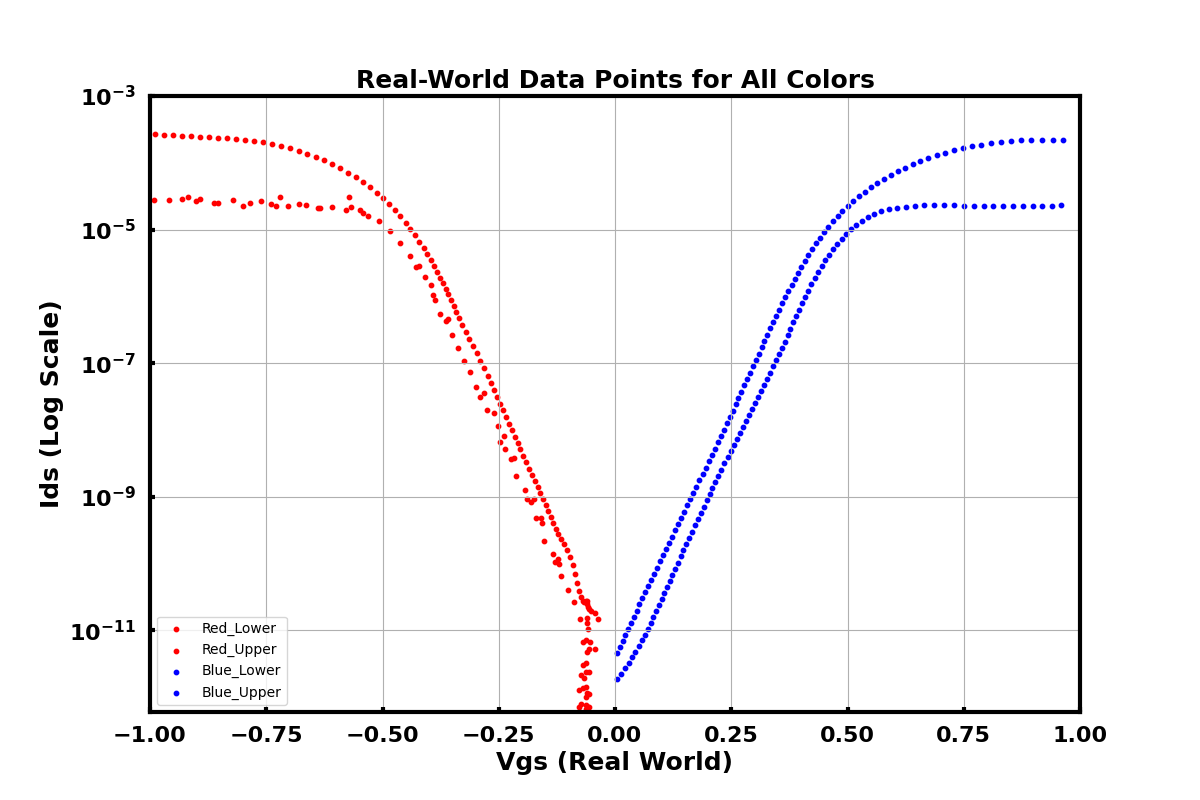 Real-World Data Points for All Colors
10⁻³
10⁻⁵
10⁻⁷
10⁻⁹
10⁻¹¹
Ids (Log Scale)
Red_Lower
Red_Upper
Blue_Lower
Blue_Upper
−1.00 −0.75 −0.50 −0.25 0.00 0.25 0.50 0.75 1.00
Vgs (Real World)